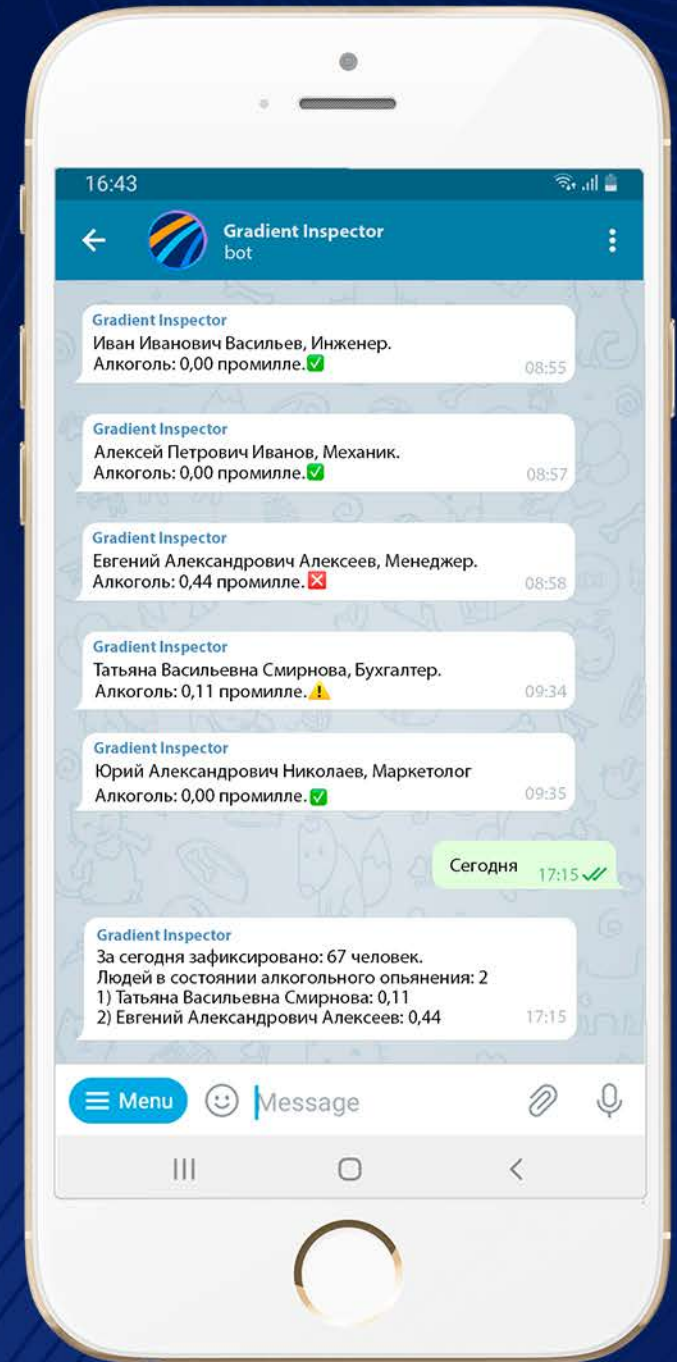 16:43
Gradient Inspector
bot
Gradient Inspector
Иван Иванович Васильев, Инженер.
Алкоголь: 0,00 промилле.✅
08:55
Gradient Inspector
Алексей Петрович Иванов, Механик.
Алкоголь: 0,00 промилле.✅
08:57
Gradient Inspector
Евгений Александрович Алексеев, Менеджер.
Алкоголь: 0,44 промилле.❌
08:58
Gradient Inspector
Татьяна Васильевна Смирнова, Бухгалтер.
Алкоголь: 0,11 промилле.⚠️
09:34
Gradient Inspector
Юрий Александрович Николаев, Маркетолог
Алкоголь: 0,00 промилле.✅
09:35
Сегодня
17:15
Gradient Inspector
За сегодня зафиксировано: 67 человек.
Людей в состоянии алкогольного опьянения: 2
1) Татьяна Васильевна Смирнова: 0,11
2) Евгений Александрович Алексеев: 0,44
17:15
Menu
Message